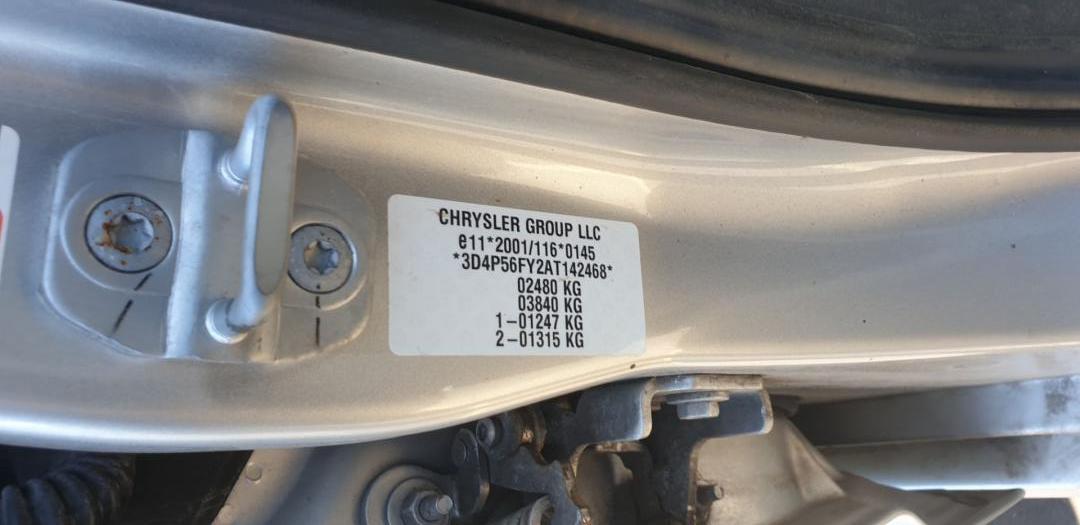 CHRYSLER GROUP LLC
e11*2001/116*0145
*3D4P56FY2AT142468*
02480 KG
03840 KG
1-01247 KG
2-01315 KG